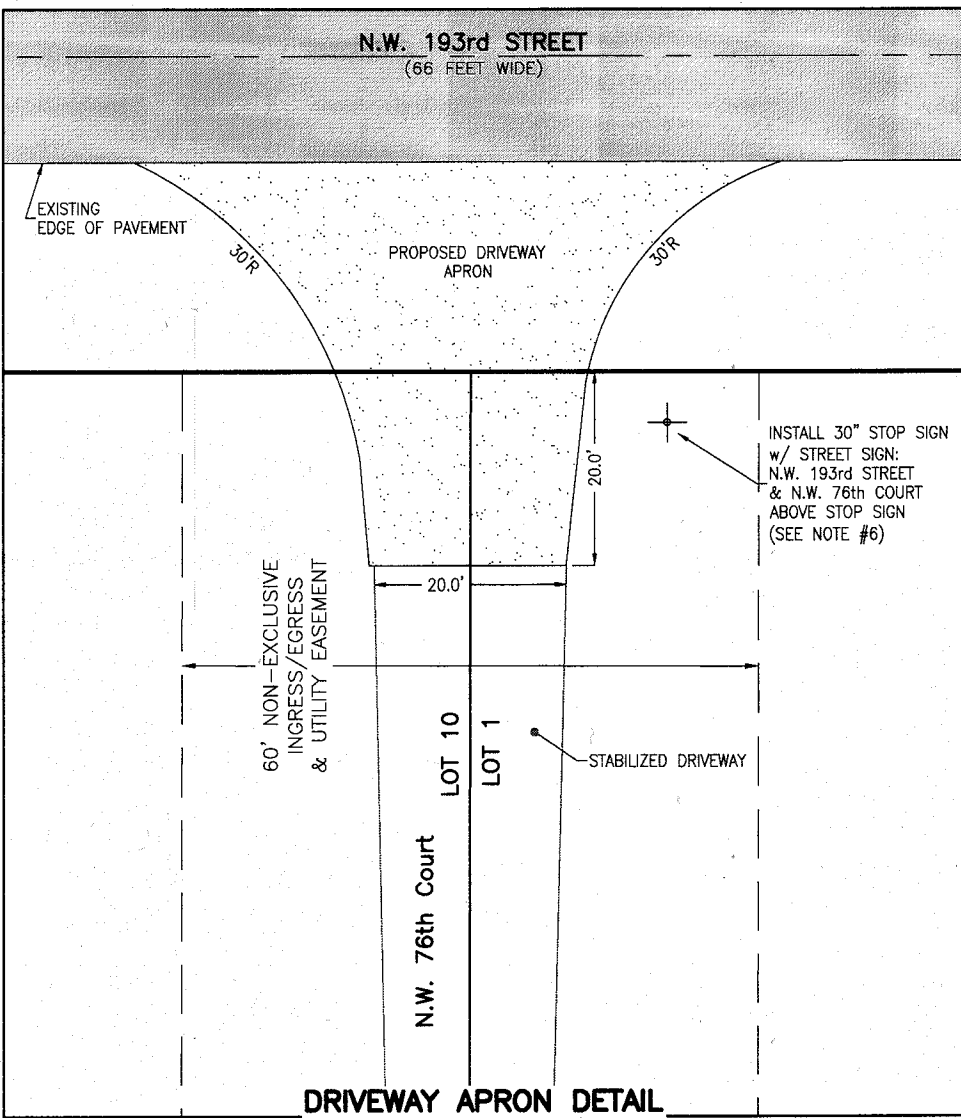 N.W. 193rd STREET
(66 FEET WIDE)
EXISTING
EDGE OF PAVEMENT
30'R
PROPOSED DRIVEWAY
APRON
30'R
20.0'
INSTALL 30" STOP SIGN
w/ STREET SIGN:
N.W. 193rd STREET
& N.W. 76th COURT
ABOVE STOP SIGN
(SEE NOTE #6)
20.0'
60' NON-EXCLUSIVE
INGRESS/EGRESS
& UTILITY EASEMENT
LOT 10
LOT 1
STABILIZED DRIVEWAY
N.W. 76th Court
DRIVEWAY APRON DETAIL